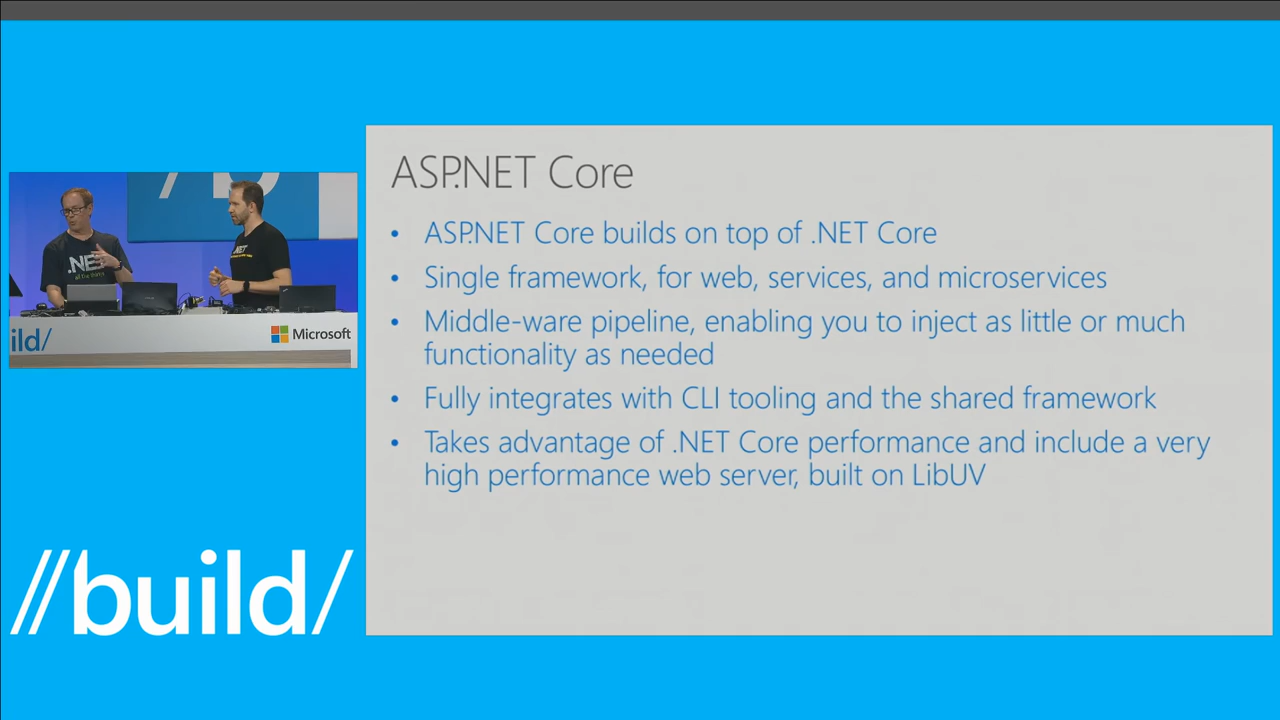 ASP.NET Core
• ASP.NET Core builds on top of .NET Core
• Single framework, for web, services, and microservices
• Middle-ware pipeline, enabling you to inject as little or much
functionality as needed
• Fully integrates with CLI tooling and the shared framework
• Takes advantage of .NET Core performance and include a very
high performance web server, built on LibUV
.NET
.NET
ild/
Microsoft
//build/